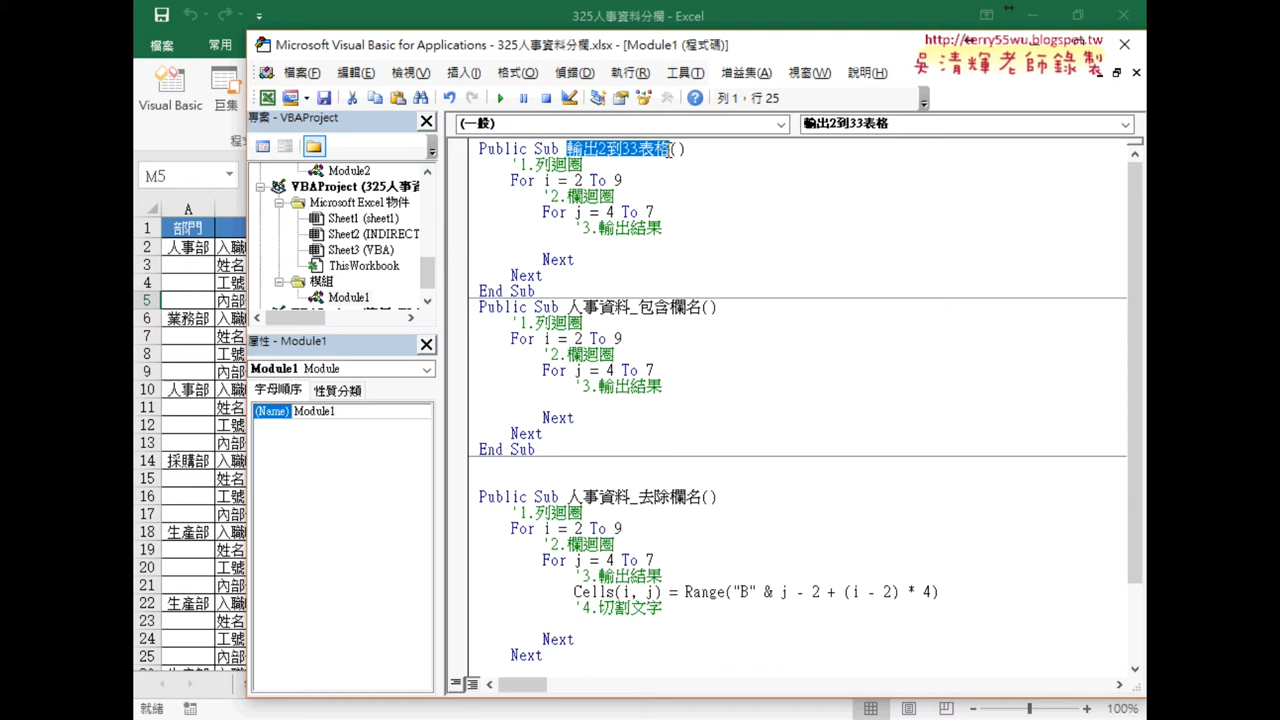 325人事資料分欄 - Excel
檔案 常用
Visual Basic 巨集
Microsoft Visual Basic for Applications - 325人事資料分欄.xlsx - [Module1 (程式碼)]
http://terry55wu.blogspot.tw
吳清輝老師錄製
檔案(F) 編輯(E) 檢視(V) 插入(I) 格式(O) 偵錯(D) 執行(R) 工具(T) 增益集(A) 視窗(W) 說明(H)
列 1，行 25
專案 - VBAProject
Module2
VBAProject (325人事資
Microsoft Excel 物件
Sheet1 (sheet1)
Sheet2 (INDIRECT
Sheet3 (VBA)
ThisWorkbook
模組
Module1
屬性 - Module1
Module1 Module
字母順序 性質分類
(Name) Module1
(一般) 輸出2到33表格
Public Sub 輸出2到33表格()
'1.列迴圈
For i = 2 To 9
'2.欄迴圈
For j = 4 To 7
'3.輸出結果
Next
Next
End Sub
Public Sub 人事資料_包含欄名()
'1.列迴圈
For i = 2 To 9
'2.欄迴圈
For j = 4 To 7
'3.輸出結果
Next
Next
End Sub
Public Sub 人事資料_去除欄名()
'1.列迴圈
For i = 2 To 9
'2.欄迴圈
For j = 4 To 7
'3.輸出結果
Cells(i, j) = Range("B" & j - 2 + (i - 2) * 4)
'4.切割文字
Next
Next
M5
A
1 部門
2 人事部 入職
3 姓名
4 工號
5 內部
6 業務部 入職
7 姓名
8 工號
9 內部
10 人事部 入職
11 姓名
12 工號
13 內部
14 採購部 入職
15 姓名
16 工號
17 內部
18 生產部 入職
19 姓名
20 工號
21 內部
22 生產部 入職
23 姓名
24 工號
25 內部
就緒
100%